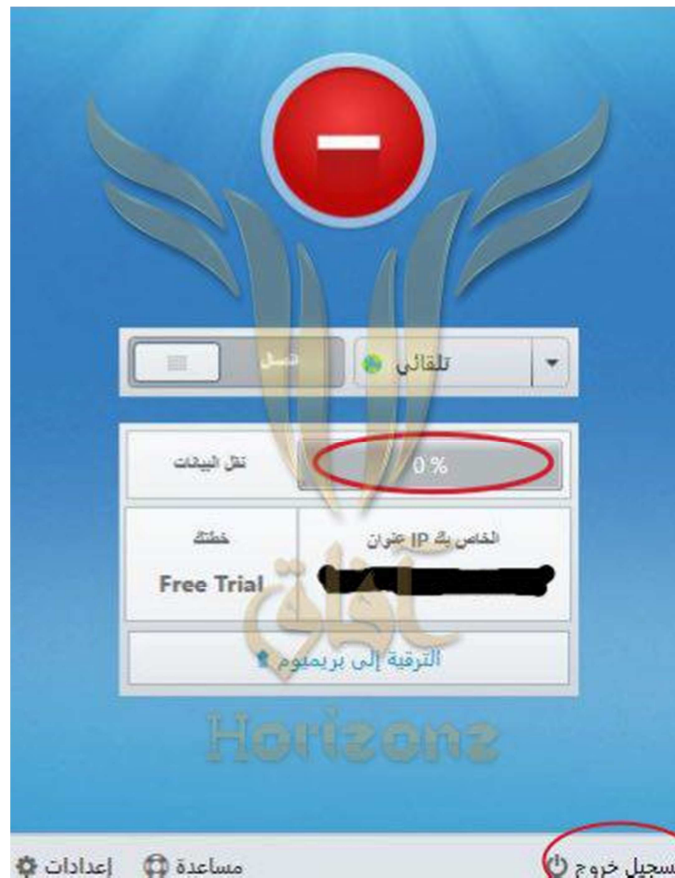 تلقائي
اتصال
0 %
نقل البيانات
الخاص بك IP عنوان
خطتك
Free Trial
الترقية إلى بريميوم
آفاق
Horizons
تسجيل خروج
مساعدة
إعدادات